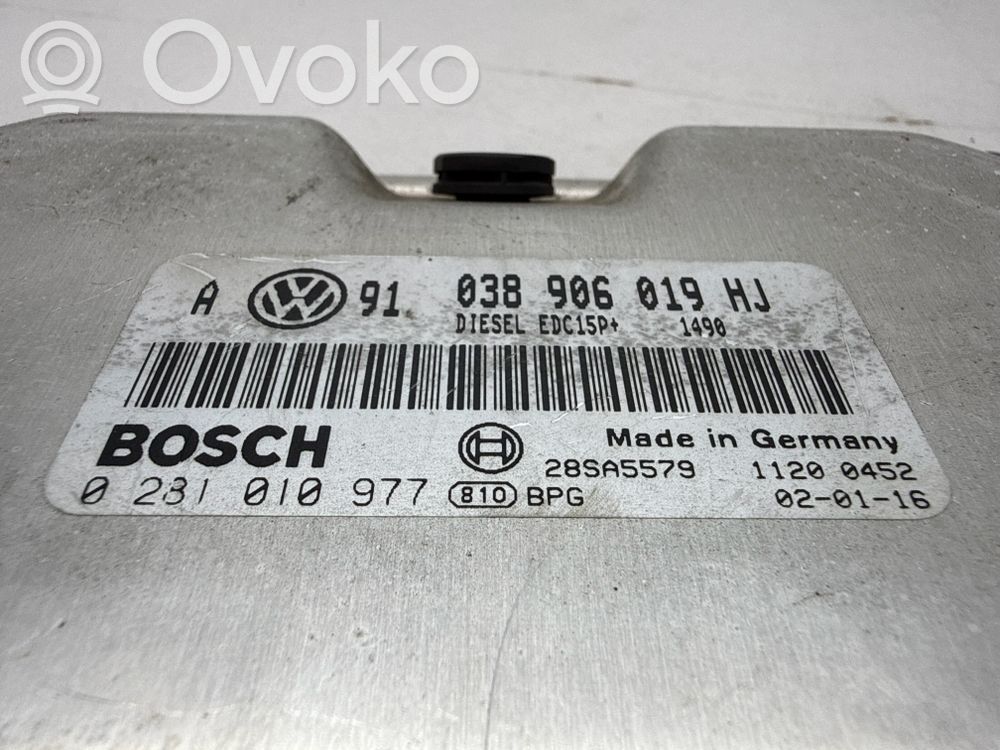 Ovoko
A VW 91 038 906 019 HJ
DIESEL EDC15P+ 1490
BOSCH Made in Germany
28SA5579 1120 0452
0 281 010 977 810 BPG 02-01-16